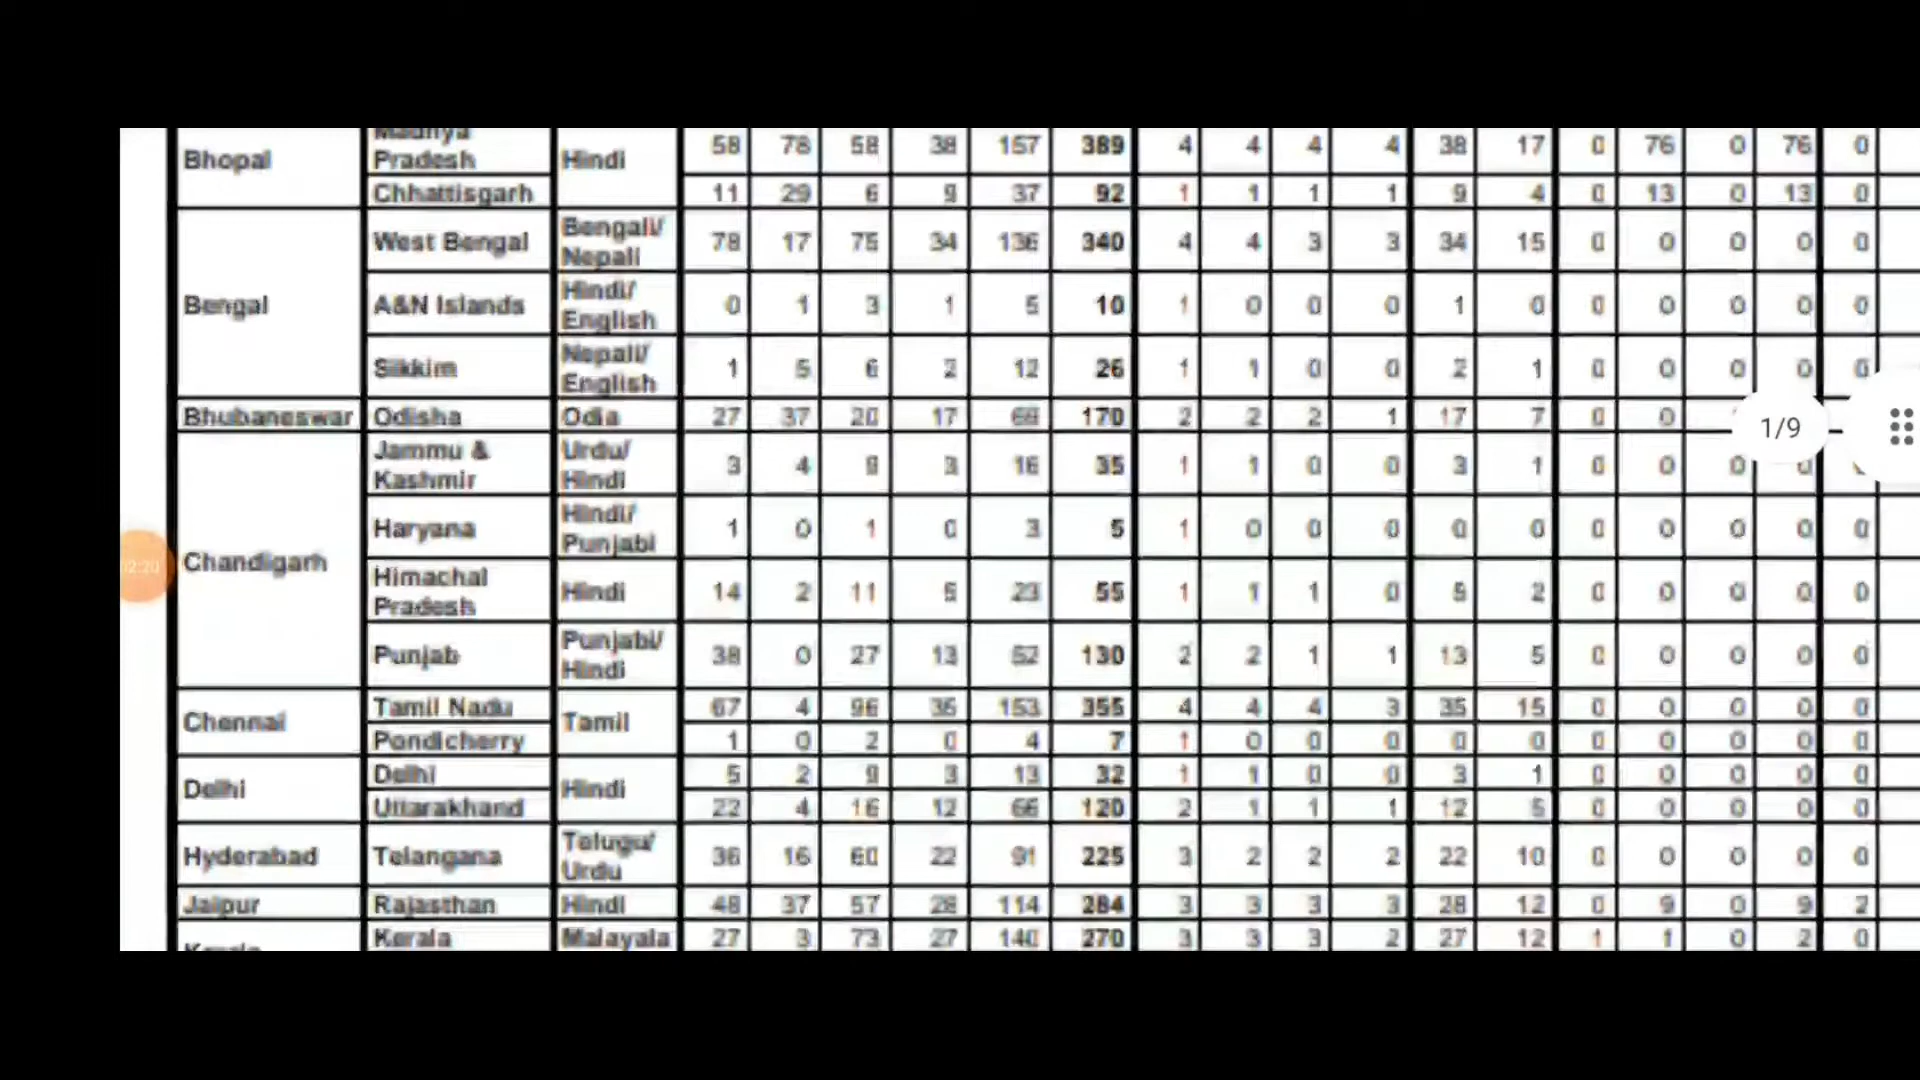 Bhopal Madhya Pradesh Hindi 58 78 58 38 157 389 4 4 4 4 38 17 0 76 0 76 0
Chhattisgarh 11 29 6 9 37 92 1 1 1 1 9 4 0 13 0 13 0
Bengal West Bengal Bengali/ Nepali 78 17 75 34 136 340 4 4 3 3 34 15 0 0 0 0 0
A&N Islands Hindi/ English 0 1 3 1 5 10 1 0 0 0 1 0 0 0 0 0 0
Sikkim Nepali/ English 1 5 6 2 12 26 1 1 0 0 2 1 0 0 0 0 0
Bhubaneswar Odisha Odia 27 37 20 17 69 170 2 2 2 1 17 7 0 0
1/9
Chandigarh Jammu & Kashmir Urdu/ Hindi 3 4 9 3 16 35 1 1 0 0 3 1 0 0 0 0
Haryana Hindi/ Punjabi 1 0 1 0 3 5 1 0 0 0 0 0 0 0 0 0 0
Himachal Pradesh Hindi 14 2 11 5 23 55 1 1 1 0 5 2 0 0 0 0 0
02:20
Punjab Punjabi/ Hindi 38 0 27 13 52 130 2 2 1 1 13 5 0 0 0 0 0
Chennai Tamil Nadu Tamil 67 4 96 35 153 355 4 4 4 3 35 15 0 0 0 0 0
Pondicherry 1 0 2 0 4 7 1 0 0 0 0 0 0 0 0 0 0
Delhi Delhi Hindi 5 2 9 3 13 32 1 1 0 0 3 1 0 0 0 0 0
Uttarakhand 22 4 16 12 66 120 2 1 1 1 12 5 0 0 0 0 0
Hyderabad Telangana Telugu/ Urdu 36 16 60 22 91 225 3 2 2 2 22 10 0 0 0 0 0
Jaipur Rajasthan Hindi 48 37 57 28 114 284 3 3 3 3 28 12 0 9 0 9 2
Kerala Malayala 27 3 73 27 140 270 3 3 3 2 27 12 1 1 0 2 0